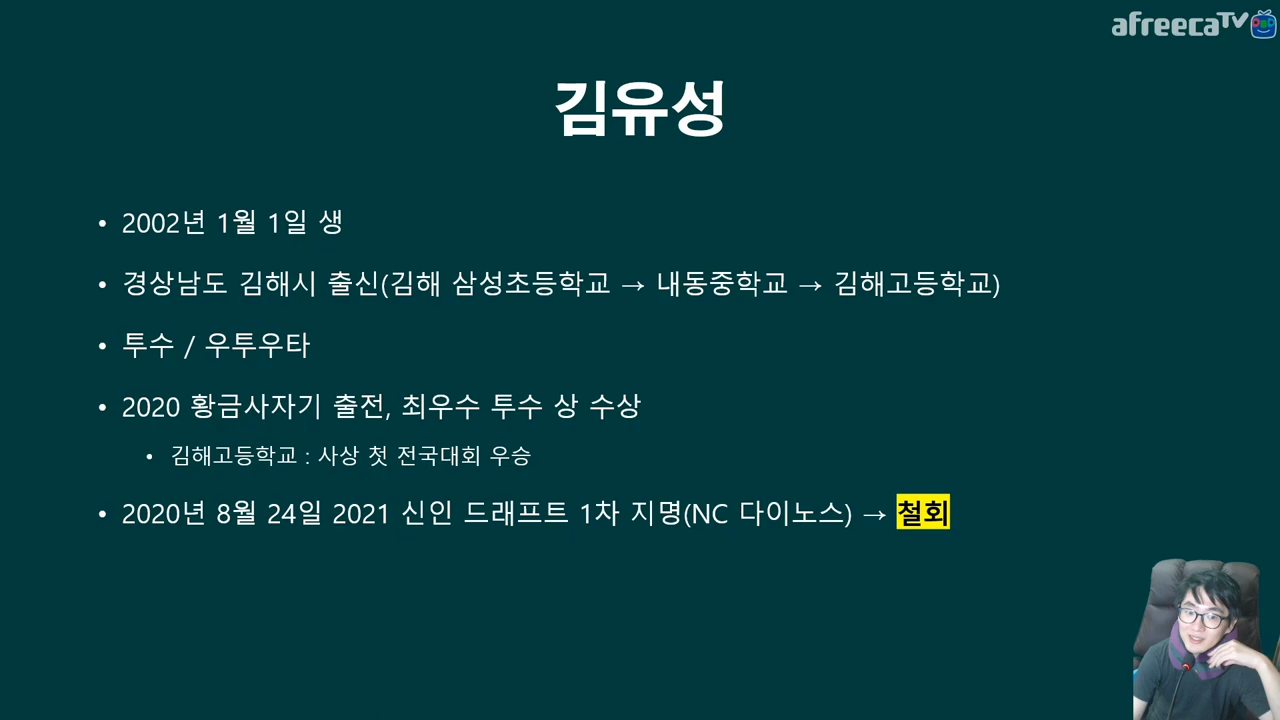 afreecaTV
김유성
• 2002년 1월 1일 생
• 경상남도 김해시 출신(김해 삼성초등학교 → 내동중학교 → 김해고등학교)
• 투수 / 우투우타
• 2020 황금사자기 출전, 최우수 투수 상 수상
• 김해고등학교 : 사상 첫 전국대회 우승
• 2020년 8월 24일 2021 신인 드래프트 1차 지명(NC 다이노스) → 철회